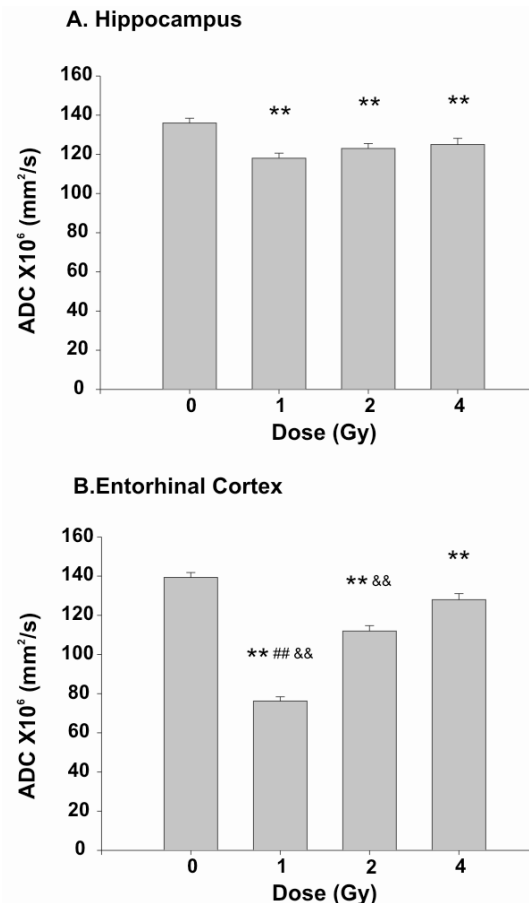 A. Hippocampus
160
140
120
100
80
60
40
20
0
ADC X10⁶ (mm²/s)
** ** **
0 1 2 4
Dose (Gy)
B.Entorhinal Cortex
160
140
120
100
80
60
40
20
0
ADC X10⁶ (mm²/s)
**
** &&
** ## &&
0 1 2 4
Dose (Gy)